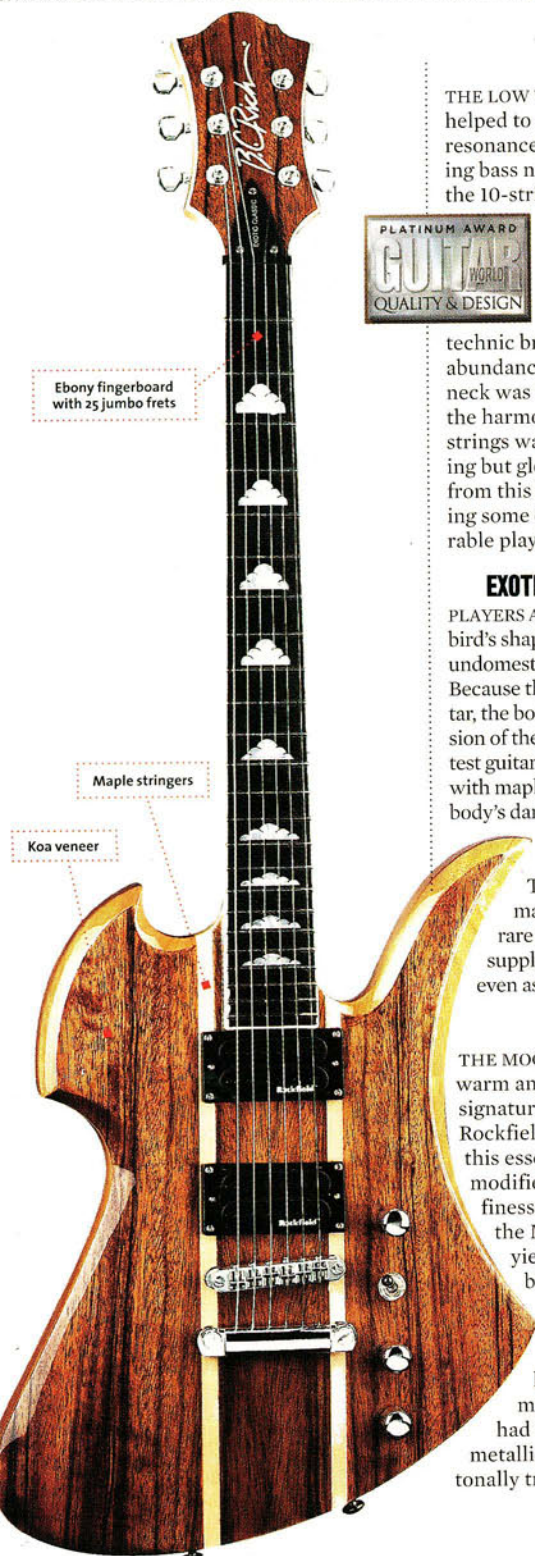 BC Rich
EXOTIC CLASSIC
PLATINUM AWARD
GUITAR
WORLD
QUALITY & DESIGN
Ebony fingerboard
with 25 jumbo frets
Maple stringers
Koa veneer
Rockfield
Rockfield
THE LOW
helped to
resonance
ing bass n
the 10-str
technic br
abundanc
neck was
the harmo
strings wa
ing but gl
from this
ing some
rable play
EXOTI
PLAYERS A
bird's shap
undomest
Because th
tar, the bo
sion of the
test guitar
with mapl
body's dar
T
ma
rare
suppl
even as
THE MOC
warm an
signatur
Rockfiel
this esse
modifie
finess
the
yie
b
m
had
metalli
tonally tr